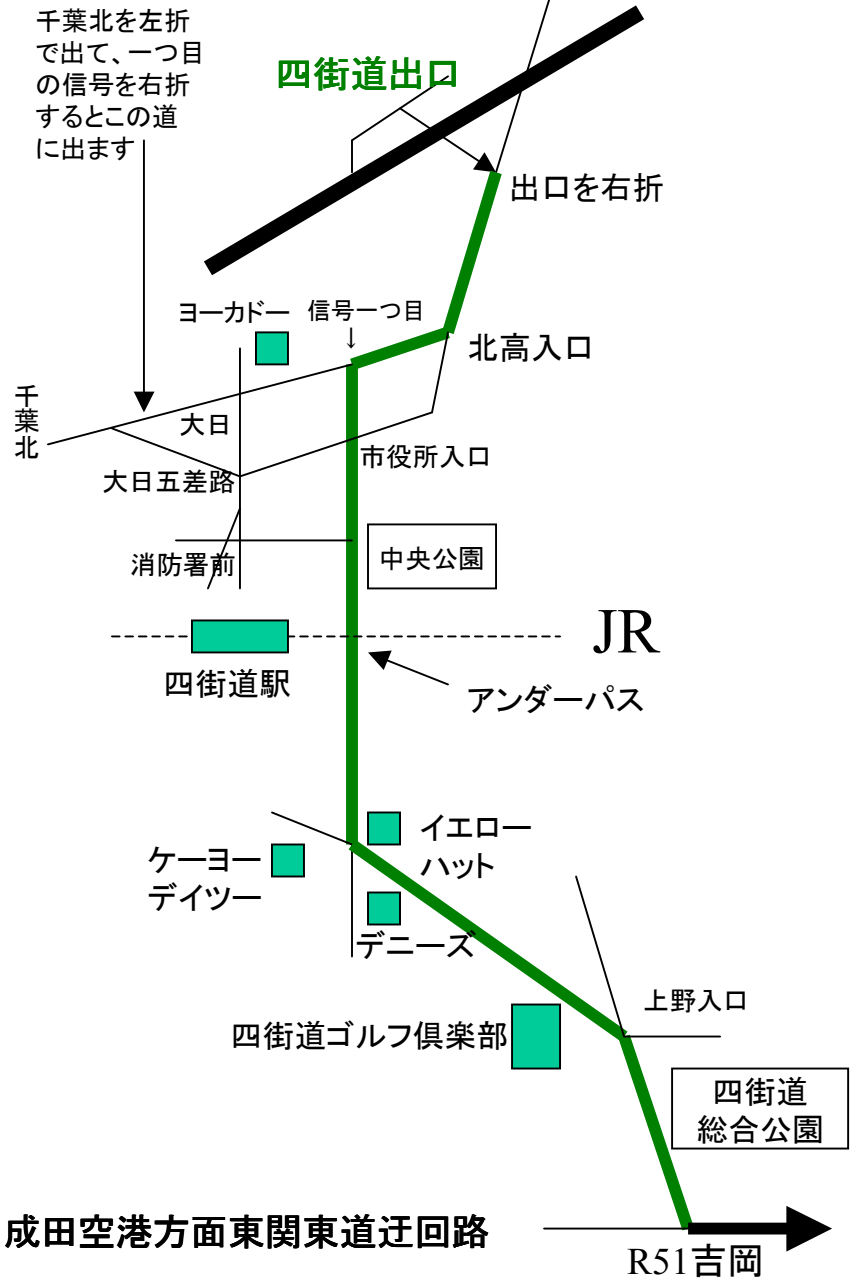 千葉北を左折
で出て、一つ目
の信号を右折
するとこの道
に出ます
四街道出口
出口を右折
ヨーカドー
信号一つ目
↓
北高入口
千葉北
大日
市役所入口
大日五差路
中央公園
消防署前
JR
四街道駅
アンダーパス
イエロー
ハット
ケーヨー
デイツー
デニーズ
上野入口
四街道ゴルフ倶楽部
四街道
総合公園
成田空港方面東関東道迂回路
R51吉岡